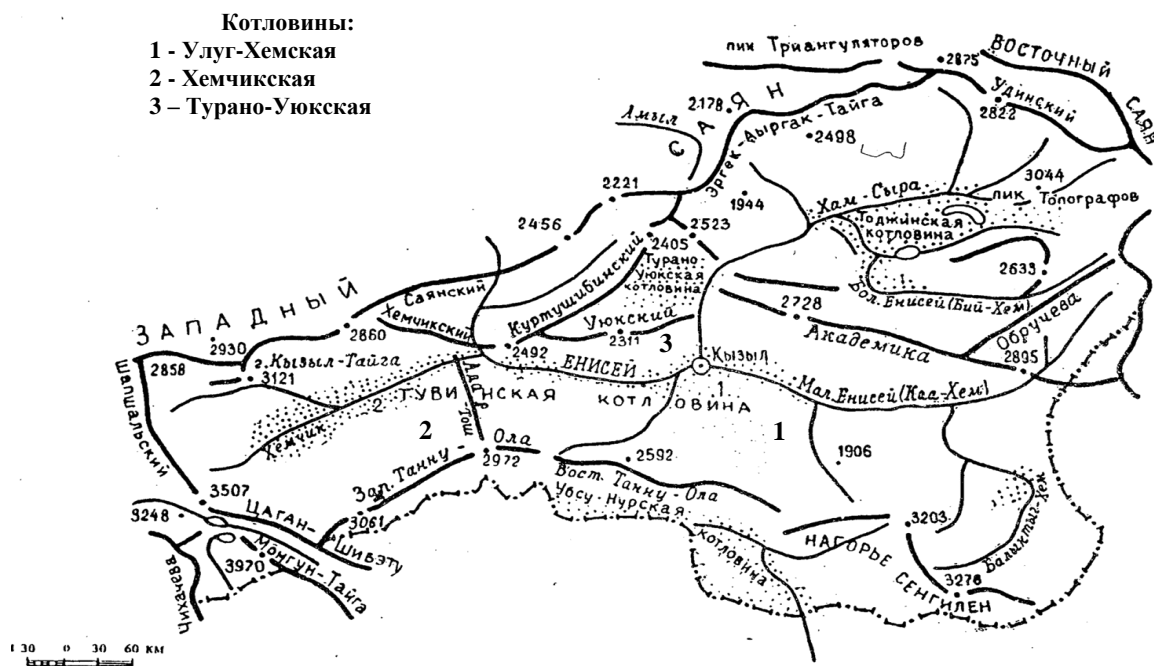 Котловины:
1 - Улуг-Хемская
2 - Хемчикская
3 – Турано-Уюкская
пик Триангуляторов
2875
ВОСТОЧНЫЙ
САЯН
Удинский
2822
Амыл
2178
САЯН
Эргек-Аыргак-Тайга
2498
2221
1944
3044
пик Топографов
Хам-Сыра
Тоджинская
котловина
2456
2523
2405
Турано-
Уюкская
котловина
2633
Бол. Енисей (Бий-Хем)
ЗАПАДНЫЙ
Саянский
Хемчикский
Куртушибинский
Уюкский
2311
3
2728
Академика
Обручева
2895
2930
2860
2492
ЕНИСЕЙ
Кызыл
2858
г. Кызыл-Тайга
3121
Мал. Енисей (Каа-Хем)
1
Шапшальский
2
ТУВИНСКАЯ КОТЛОВИНА
Хемчик
Адар
Тош
2
1
Ола
2972
Зап. Танну-
2592
Вост. Танну-Ола
1906
Убсу-Нурская
котловина
3507
3248
ЦАГАН-
ШИБЭТУ
3061
3203
НАГОРЬЕ СЕНГИЛЕН
Балыктыг-Хем
3970
Монгун-Тайга
Чихачева
3276
30 0 30 60 КМ